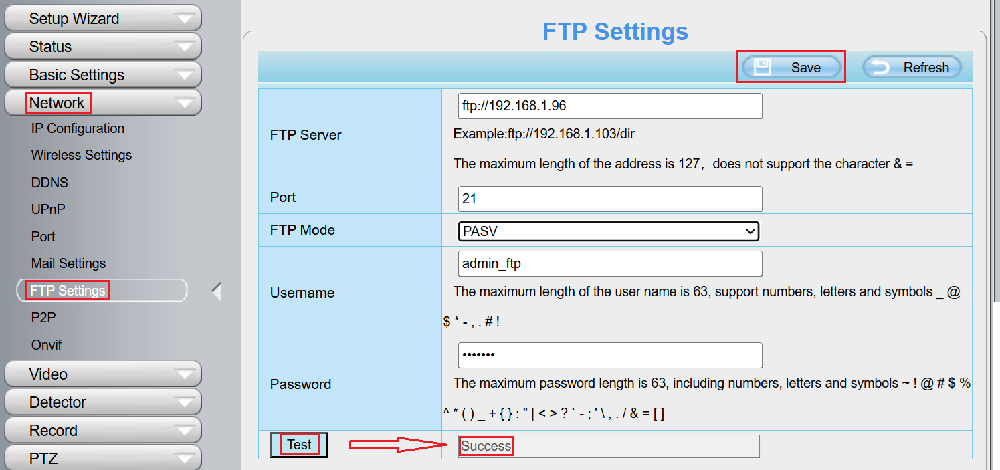 Setup Wizard
Status
Basic Settings
Network
IP Configuration
Wireless Settings
DDNS
UPnP
Port
Mail Settings
FTP Settings
P2P
Onvif
Video
Detector
Record
PTZ
FTP Settings
Save
Refresh
FTP Server
ftp://192.168.1.96
Example:ftp://192.168.1.103/dir
The maximum length of the address is 127，does not support the character & =
Port
21
FTP Mode
PASV
Username
admin_ftp
The maximum length of the user name is 63, support numbers, letters and symbols _ @
$ * - , . # !
Password
•••••••
The maximum password length is 63, including numbers, letters and symbols ~ ! @ # $ %
^ * ( ) _ + { } : " | < > ? ` - ; ' \ , . / & = [ ]
Test
Success